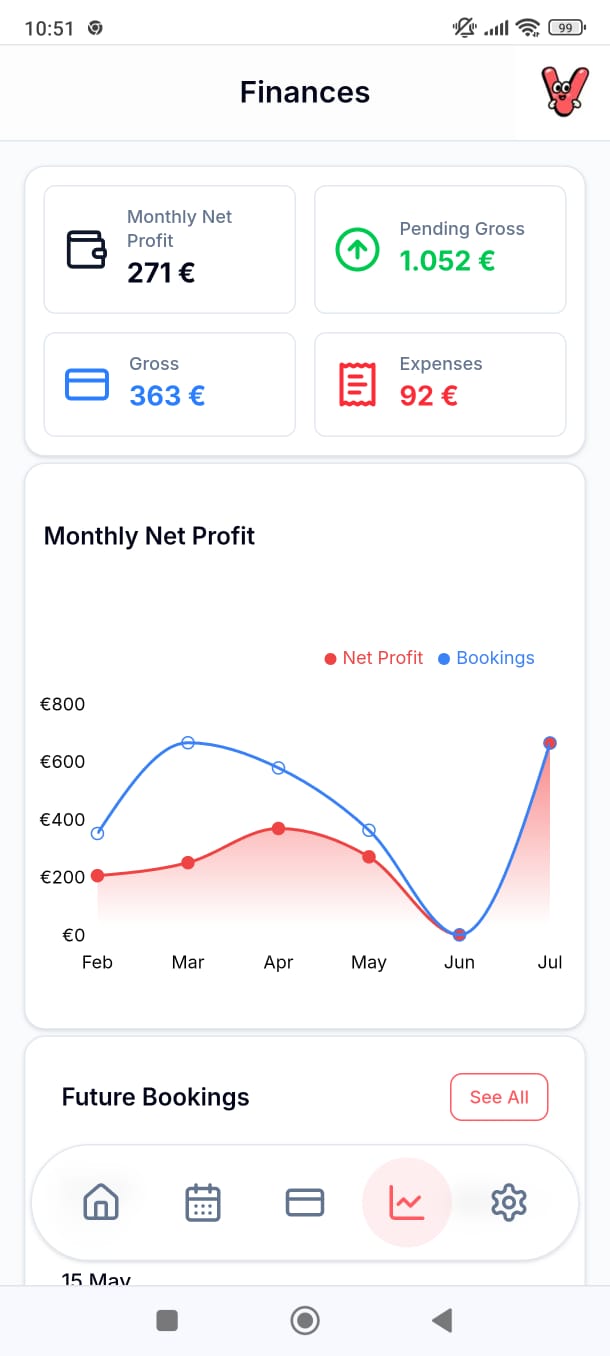 10:51
99
Finances
Monthly Net
Profit
271 €
Pending Gross
1.052 €
Gross
363 €
Expenses
92 €
Monthly Net Profit
Net Profit Bookings
€800
€600
€400
€200
€0
Feb Mar Apr May Jun Jul
Future Bookings
See All
15 May